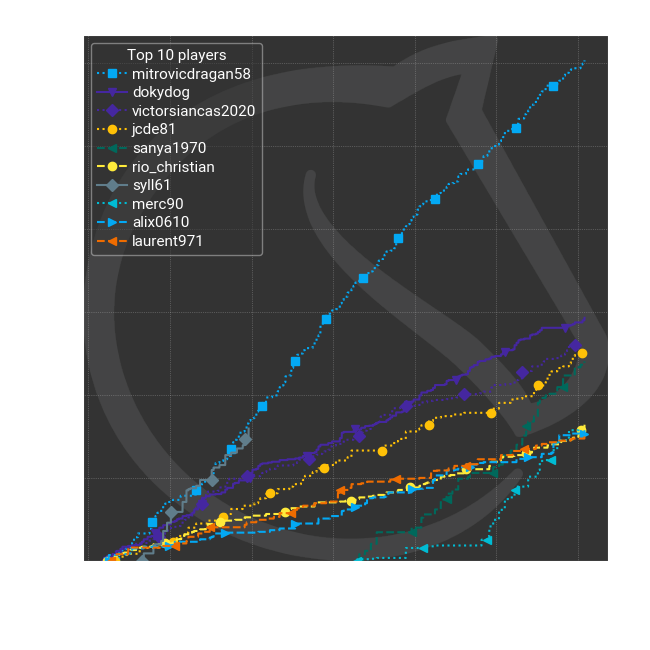 Top 10 players
mitrovicdragan58
dokydog
victorsiancas2020
jcde81
sanya1970
rio_christian
syll61
merc90
alix0610
laurent971